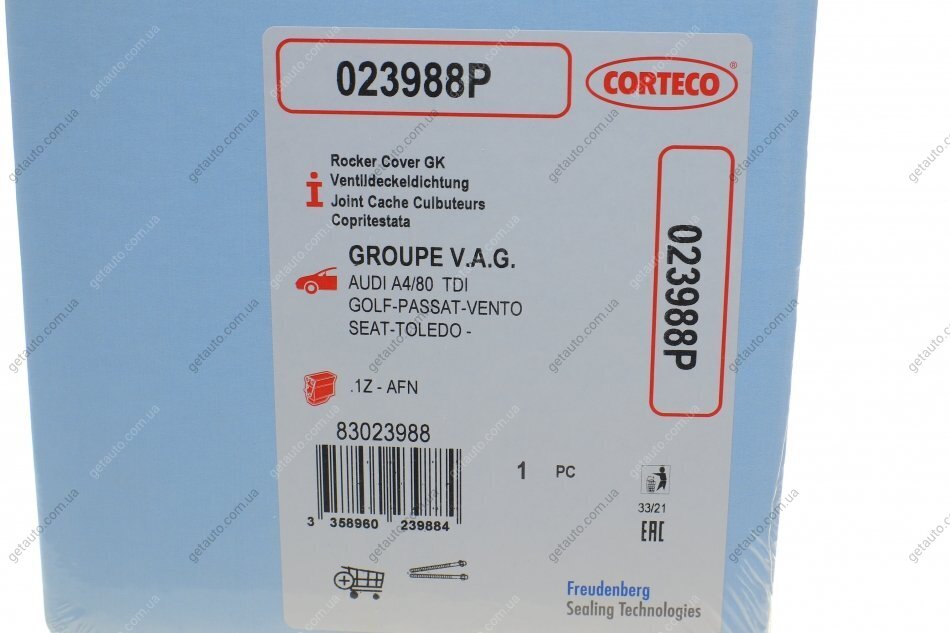 023988P
CORTECO®
Rocker Cover GK
Ventildeckeldichtung
Joint Cache Culbuteurs
Copritestata
GROUPE V.A.G.
AUDI A4/80 TDI
GOLF-PASSAT-VENTO
SEAT-TOLEDO -
023988P
.1Z - AFN
83023988
1 PC
3 358960 239884
33/21
EAC
Freudenberg
Sealing Technologies
getauto.com.ua